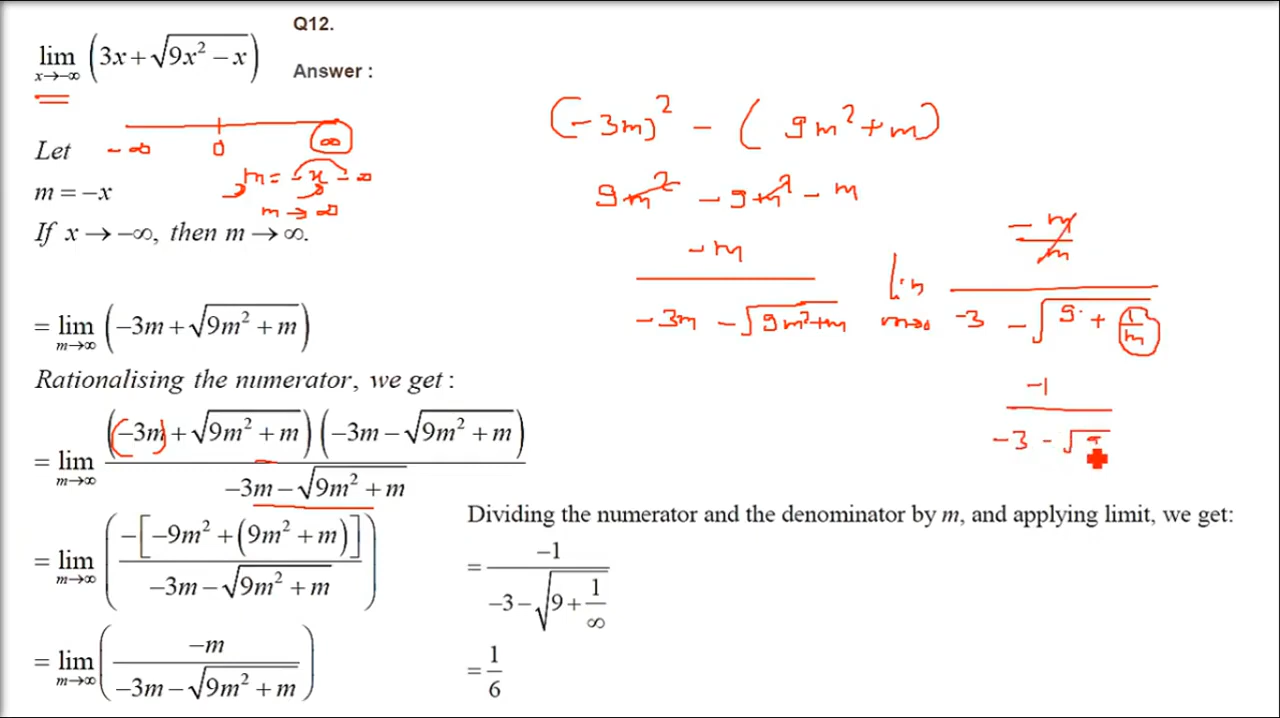 Q12.
lim x→−∞ (3x + √(9x² − x))
Answer :
− ∞ 0 ∞
Let
m = − x − ∞
m = −x
m → ∞
If x → −∞, then m → ∞.
= lim m→∞ (−3m + √(9m² + m))
Rationalising the numerator, we get :
= lim m→∞ (−3m + √(9m² + m)) (−3m − √(9m² + m)) / (−3m − √(9m² + m))
= lim m→∞ (−[−9m² + (9m² + m)] / (−3m − √(9m² + m)))
= lim m→∞ (−m / (−3m − √(9m² + m)))
(−3m)² − (9m² + m)
9m² − 9m² − m
−m / (−3m − √(9m² + m))
lim m→∞ (−m/m) / (−3 − √(9 + 1/m))
−1 / (−3 − √9)
Dividing the numerator and the denominator by m, and applying limit, we get:
= −1 / (−3 − √(9 + 1/∞))
= 1/6